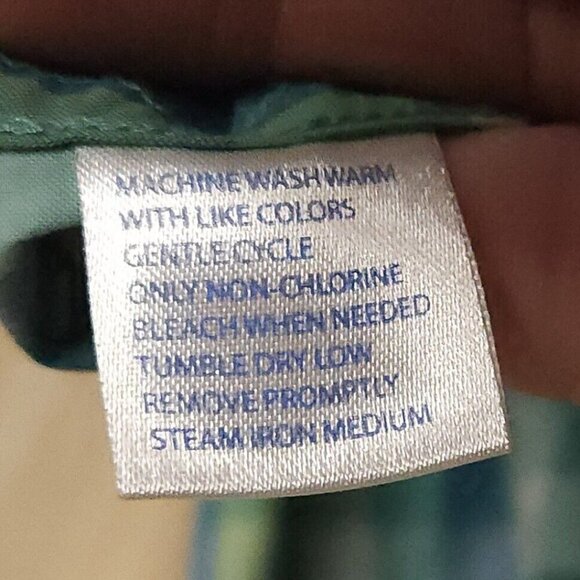 MACHINE WASH WARM
WITH LIKE COLORS
GENTLE CYCLE
ONLY NON-CHLORINE
BLEACH WHEN NEEDED
TUMBLE DRY LOW
REMOVE PROMPTLY
STEAM IRON MEDIUM